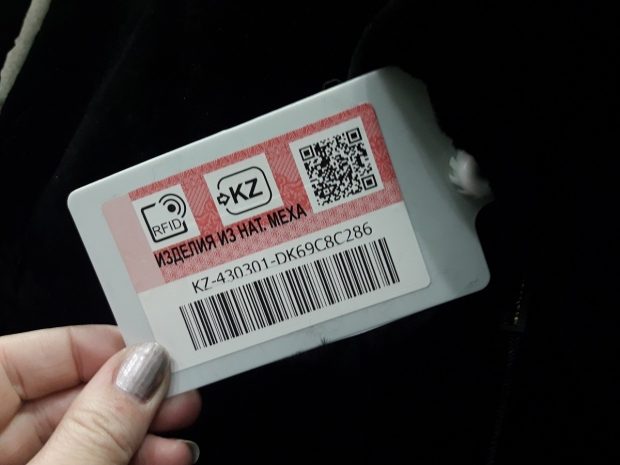 RFID
KZ
ИЗДЕЛИЯ ИЗ НАТ. МЕХА
KZ-430301-DK69C8C286